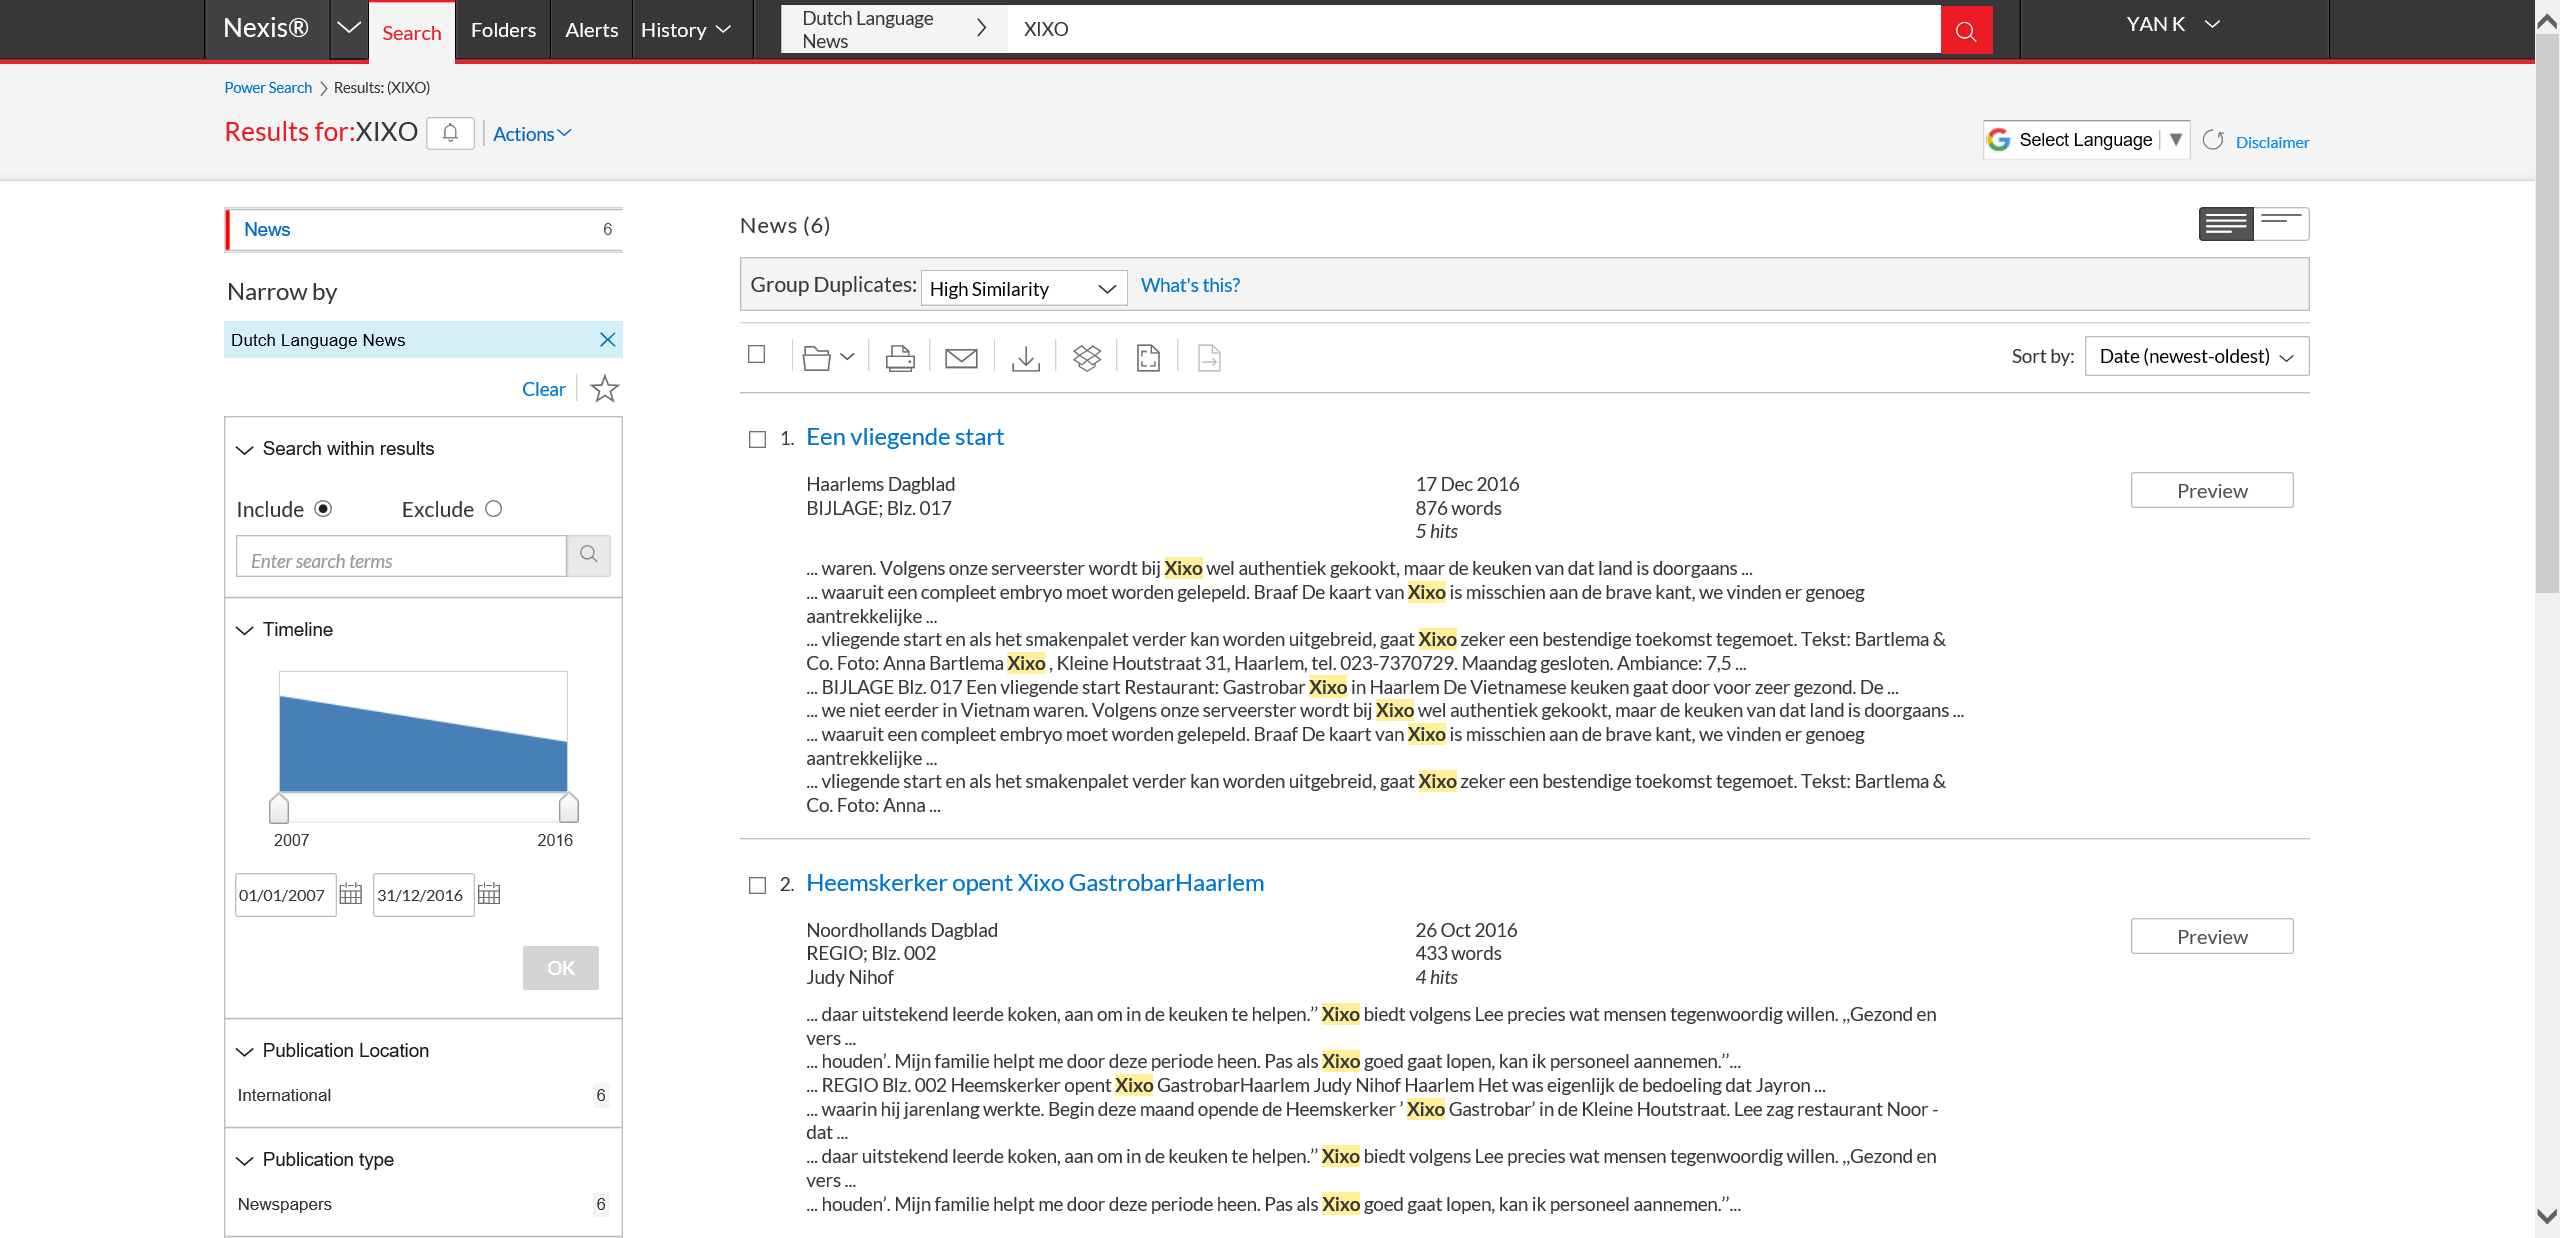 Nexis®
Search
Folders
Alerts
History
Dutch Language News
XIXO
YAN K
Power Search
Results: (XIXO)
Results for:XIXO
Actions
Select Language
▼
Disclaimer
News
6
Narrow by
Dutch Language News
Clear
Search within results
Include
Exclude
Enter search terms
Timeline
2007
2016
01/01/2007
31/12/2016
OK
Publication Location
International
6
Publication type
Newspapers
6
News (6)
Group Duplicates:
High Similarity
What's this?
Sort by:
Date (newest-oldest)
1. Een vliegende start
Haarlems Dagblad
BIJLAGE; Blz. 017
17 Dec 2016
876 words
5 hits
Preview
... waren. Volgens onze serveerster wordt bij Xixo wel authentiek gekookt, maar de keuken van dat land is doorgaans ...
... waaruit een compleet embryo moet worden gelepeld. Braaf De kaart van Xixo is misschien aan de brave kant, we vinden er genoeg
aantrekkelijke ...
... vliegende start en als het smakenpalet verder kan worden uitgebreid, gaat Xixo zeker een bestendige toekomst tegemoet. Tekst: Bartlema &
Co. Foto: Anna Bartlema Xixo , Kleine Houtstraat 31, Haarlem, tel. 023-7370729. Maandag gesloten. Ambiance: 7,5 ...
... BIJLAGE Blz. 017 Een vliegende start Restaurant: Gastrobar Xixo in Haarlem De Vietnamese keuken gaat door voor zeer gezond. De ...
... we niet eerder in Vietnam waren. Volgens onze serveerster wordt bij Xixo wel authentiek gekookt, maar de keuken van dat land is doorgaans ...
... waaruit een compleet embryo moet worden gelepeld. Braaf De kaart van Xixo is misschien aan de brave kant, we vinden er genoeg
aantrekkelijke ...
... vliegende start en als het smakenpalet verder kan worden uitgebreid, gaat Xixo zeker een bestendige toekomst tegemoet. Tekst: Bartlema &
Co. Foto: Anna ...
2. Heemskerker opent Xixo GastrobarHaarlem
Noordhollands Dagblad
REGIO; Blz. 002
Judy Nihof
26 Oct 2016
433 words
4 hits
Preview
... daar uitstekend leerde koken, aan om in de keuken te helpen.’’ Xixo biedt volgens Lee precies wat mensen tegenwoordig willen. ,,Gezond en
vers ...
... houden’. Mijn familie helpt me door deze periode heen. Pas als Xixo goed gaat lopen, kan ik personeel aannemen.’’...
... REGIO Blz. 002 Heemskerker opent Xixo GastrobarHaarlem Judy Nihof Haarlem Het was eigenlijk de bedoeling dat Jayron ...
... waarin hij jarenlang werkte. Begin deze maand opende de Heemskerker ’ Xixo Gastrobar’ in de Kleine Houtstraat. Lee zag restaurant Noor -
dat ...
... daar uitstekend leerde koken, aan om in de keuken te helpen.’’ Xixo biedt volgens Lee precies wat mensen tegenwoordig willen. ,,Gezond en
vers ...
... houden’. Mijn familie helpt me door deze periode heen. Pas als Xixo goed gaat lopen, kan ik personeel aannemen.’’...